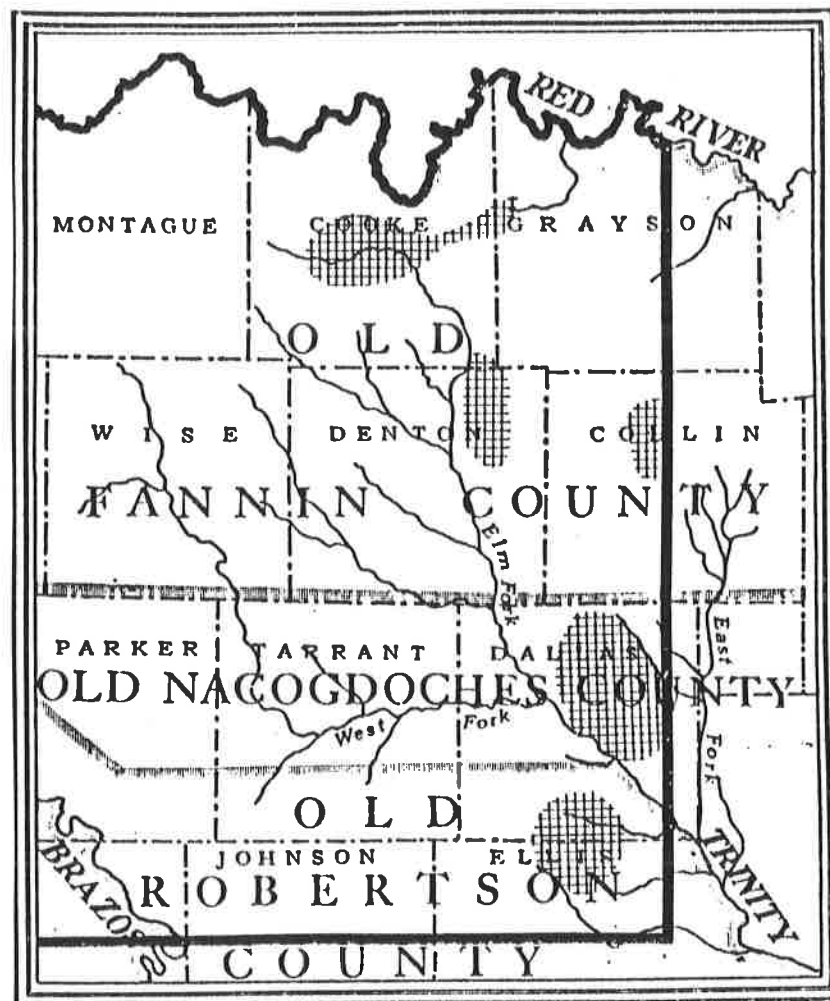 RED RIVER
MONTAGUE COOKE GRAYSON
OLD
WISE DENTON COLLIN
FANNIN COUNTY
Elm Fork
East Fork
PARKER TARRANT DALLAS
OLD NACOGDOCHES COUNTY
West Fork
OLD
BRAZOS
JOHNSON ELLIS
TRINITY
ROBERTSON
COUNTY